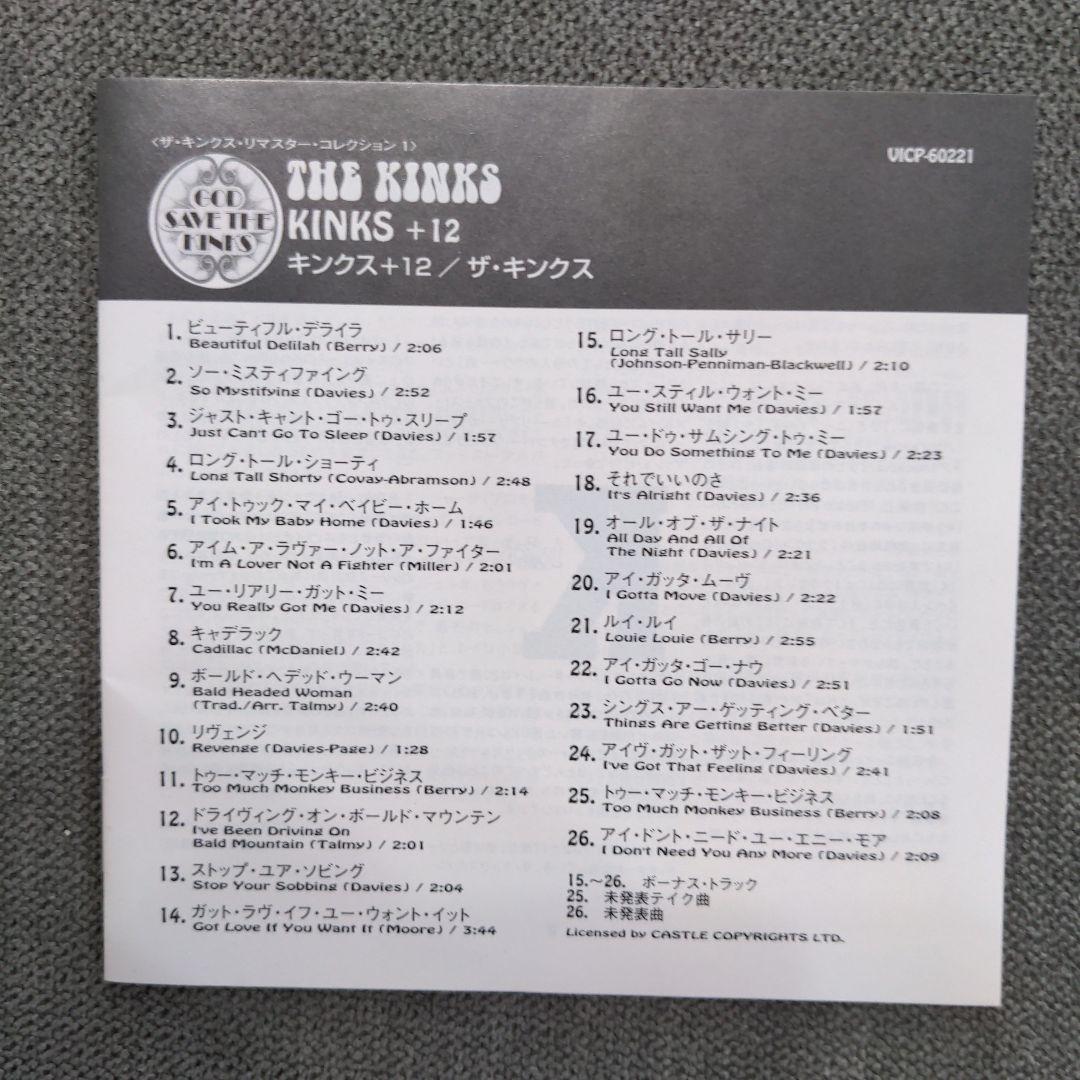 〈ザ・キンクス・リマスター・コレクション 1〉
VICP-60221
GOD
SAVE THE
KINKS
THE KINKS
KINKS +12
キンクス+12／ザ・キンクス
1. ビューティフル・デライラ
Beautiful Delilah (Berry) / 2:06
2. ソー・ミスティファイング
So Mystifying (Davies) / 2:52
3. ジャスト・キャント・ゴー・トゥ・スリープ
Just Can't Go To Sleep (Davies) / 1:57
4. ロング・トール・ショーティ
Long Tall Shorty (Covay-Abramson) / 2:48
5. アイ・トゥック・マイ・ベイビー・ホーム
I Took My Baby Home (Davies) / 1:46
6. アイム・ア・ラヴァー・ノット・ア・ファイター
I'm A Lover Not A Fighter (Miller) / 2:01
7. ユー・リアリー・ガット・ミー
You Really Got Me (Davies) / 2:12
8. キャデラック
Cadillac (McDaniel) / 2:42
9. ボールド・ヘデッド・ウーマン
Bald Headed Woman
(Trad./Arr. Talmy) / 2:40
10. リヴェンジ
Revenge (Davies-Page) / 1:28
11. トゥー・マッチ・モンキー・ビジネス
Too Much Monkey Business (Berry) / 2:14
12. ドライヴィング・オン・ボールド・マウンテン
I've Been Driving On
Bald Mountain (Talmy) / 2:01
13. ストップ・ユア・ソビング
Stop Your Sobbing (Davies) / 2:04
14. ガット・ラヴ・イフ・ユー・ウォント・イット
Got Love If You Want It (Moore) / 3:44
15. ロング・トール・サリー
Long Tall Sally
(Johnson-Penniman-Blackwell) / 2:10
16. ユー・スティル・ウォント・ミー
You Still Want Me (Davies) / 1:57
17. ユー・ドゥ・サムシング・トゥ・ミー
You Do Something To Me (Davies) / 2:23
18. それでいいのさ
It's Alright (Davies) / 2:36
19. オール・オブ・ザ・ナイト
All Day And All Of
The Night (Davies) / 2:21
20. アイ・ガッタ・ムーヴ
I Gotta Move (Davies) / 2:22
21. ルイ・ルイ
Louie Louie (Berry) / 2:55
22. アイ・ガッタ・ゴー・ナウ
I Gotta Go Now (Davies) / 2:51
23. シングス・アー・ゲッティング・ベター
Things Are Getting Better (Davies) / 1:51
24. アイヴ・ガット・ザット・フィーリング
I've Got That Feeling (Davies) / 2:41
25. トゥー・マッチ・モンキー・ビジネス
Too Much Monkey Business (Berry) / 2:08
26. アイ・ドント・ニード・ユー・エニー・モア
I Don't Need You Any More (Davies) / 2:09
15.〜26. ボーナス・トラック
25. 未発表テイク曲
26. 未発表曲
Licensed by CASTLE COPYRIGHTS LTD.